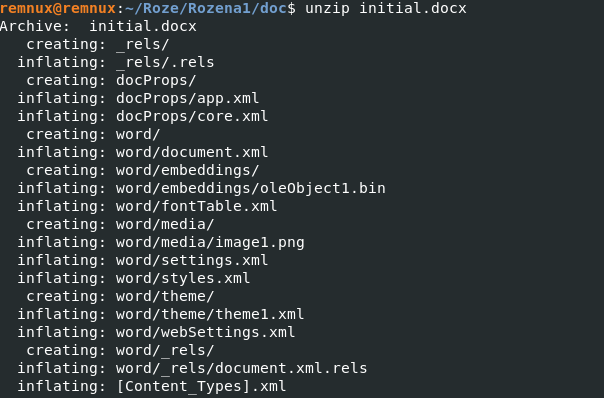 remnux@remnux:~/Roze/Rozena1/doc$ unzip initial.docx
Archive:  initial.docx
   creating: _rels/
  inflating: _rels/.rels
   creating: docProps/
  inflating: docProps/app.xml
  inflating: docProps/core.xml
   creating: word/
  inflating: word/document.xml
   creating: word/embeddings/
  inflating: word/embeddings/oleObject1.bin
  inflating: word/fontTable.xml
   creating: word/media/
  inflating: word/media/image1.png
  inflating: word/settings.xml
  inflating: word/styles.xml
   creating: word/theme/
  inflating: word/theme/theme1.xml
  inflating: word/webSettings.xml
   creating: word/_rels/
  inflating: word/_rels/document.xml.rels
  inflating: [Content_Types].xml